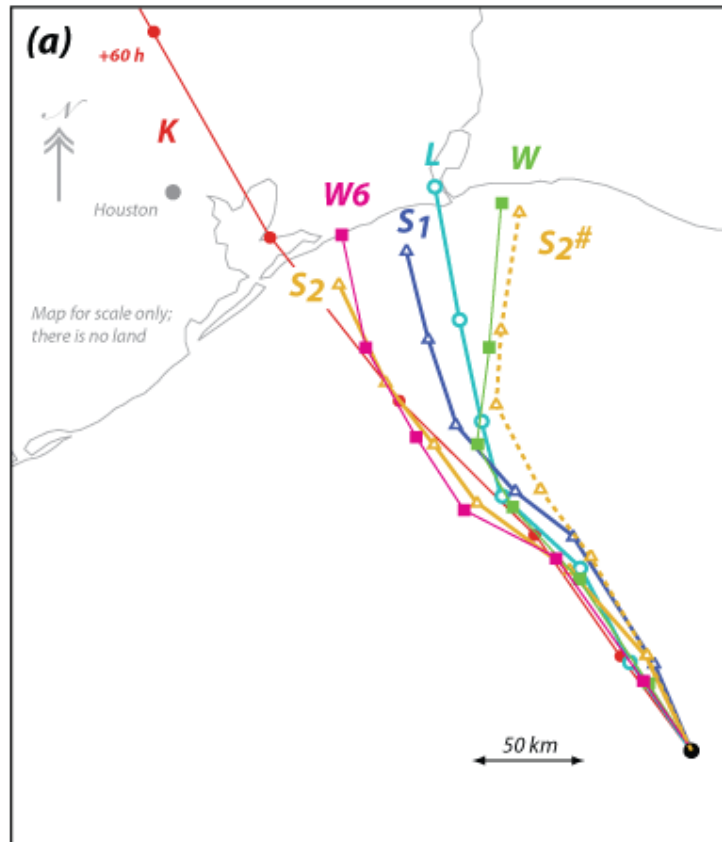 (a)
+60 h
N
K
L
W
Houston
W6
S1
S2#
S2
Map for scale only;
there is no land
50 km